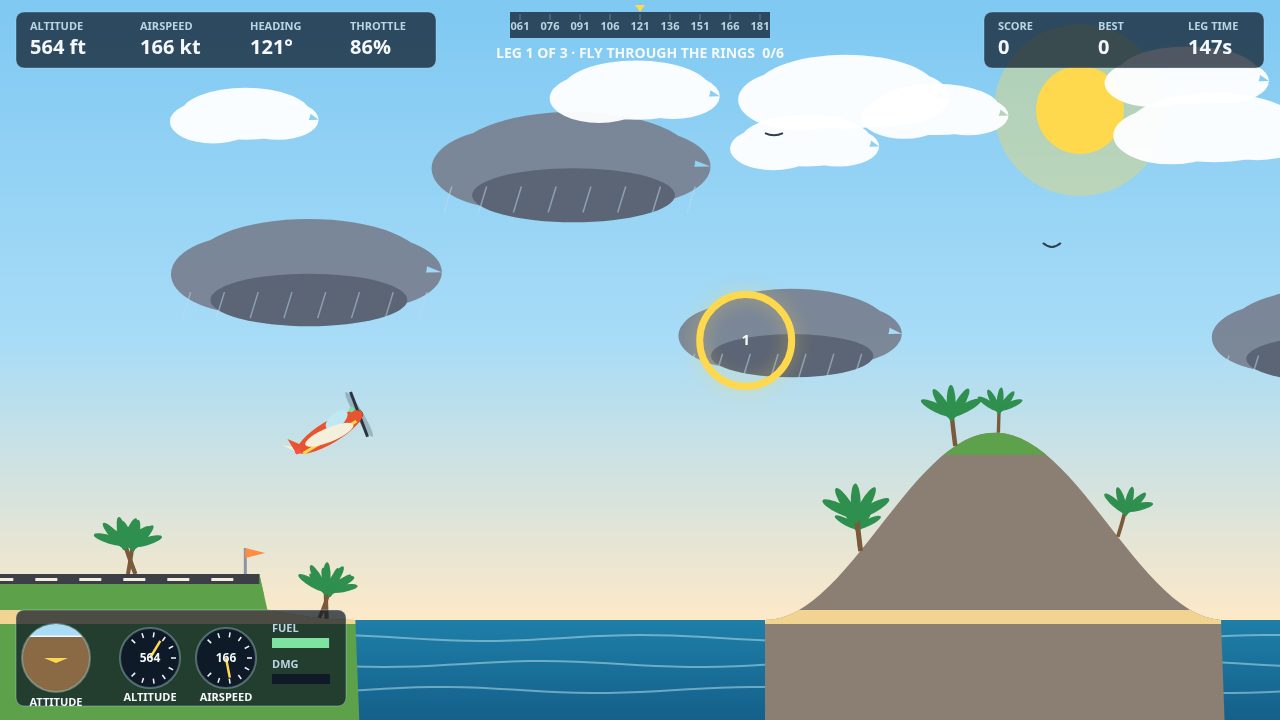 ALTITUDE AIRSPEED HEADING THROTTLE
564 ft 166 kt 121° 86%
061 076 091 106 121 136 151 166 181
LEG 1 OF 3 · FLY THROUGH THE RINGS 0/6
SCORE BEST LEG TIME
0 0 147s
1
564 166
FUEL
DMG
ATTITUDE ALTITUDE AIRSPEED